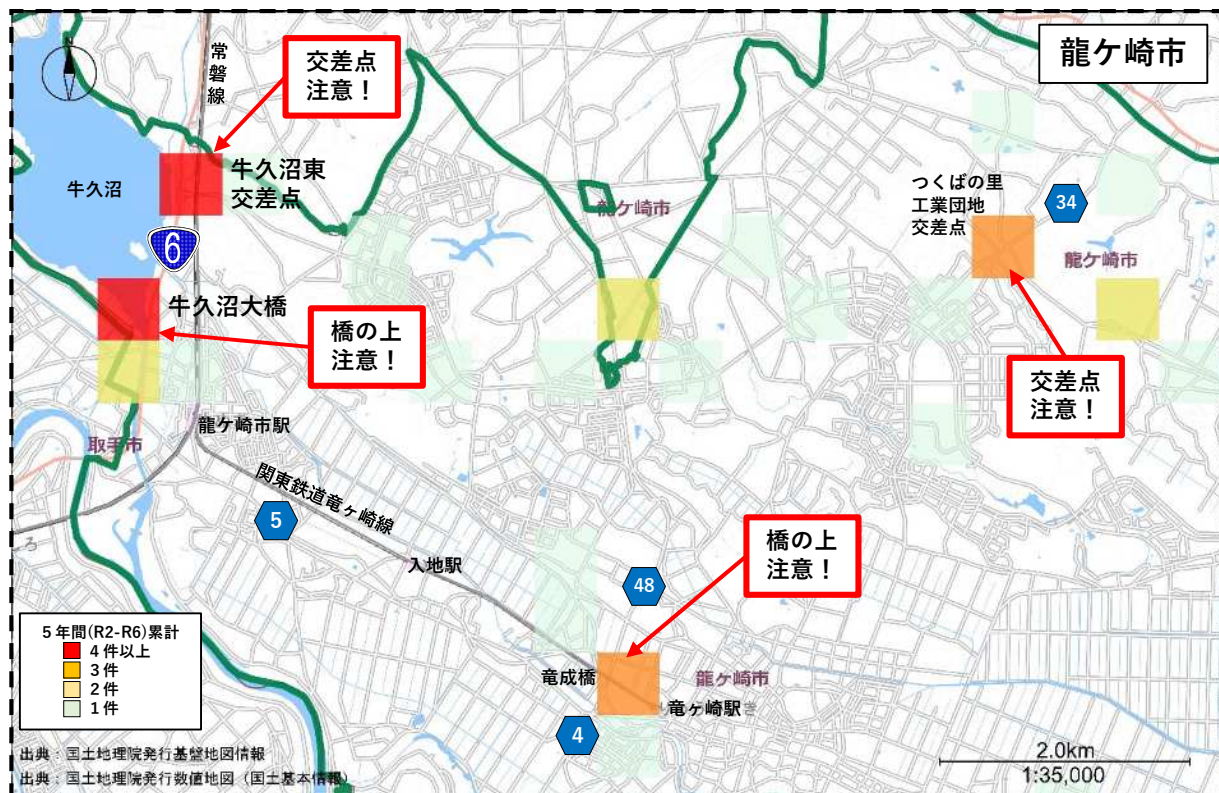 龍ケ崎市
N
常磐線
交差点
注意！
牛久沼
牛久沼東
交差点
6
龍ケ崎市
つくばの里
工業団地
交差点
34
龍ケ崎市
牛久沼大橋
橋の上
注意！
交差点
注意！
取手市
龍ケ崎市駅
関東鉄道竜ヶ崎線
5
入地駅
橋の上
注意！
48
竜成橋
龍ケ崎市
竜ヶ崎駅
4
5年間(R2-R6)累計
4件以上
3件
2件
1件
出典：国土地理院発行基盤地図情報
出典：国土地理院発行数値地図（国土基本情報）
2.0km
1:35,000